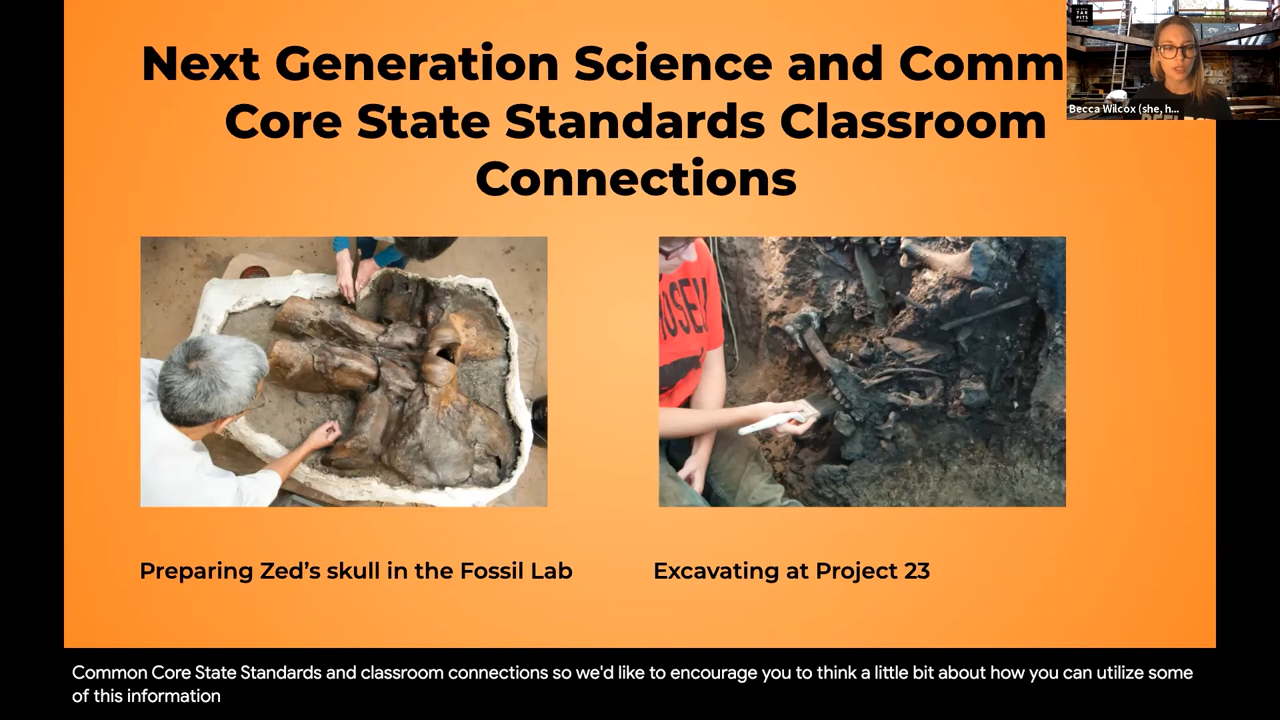 Next Generation Science and Comm
Core State Standards Classroom
Connections
TAR
PITS
Becca Wilcox (she, h...
Preparing Zed's skull in the Fossil Lab
Excavating at Project 23
Common Core State Standards and classroom connections so we'd like to encourage you to think a little bit about how you can utilize some
of this information